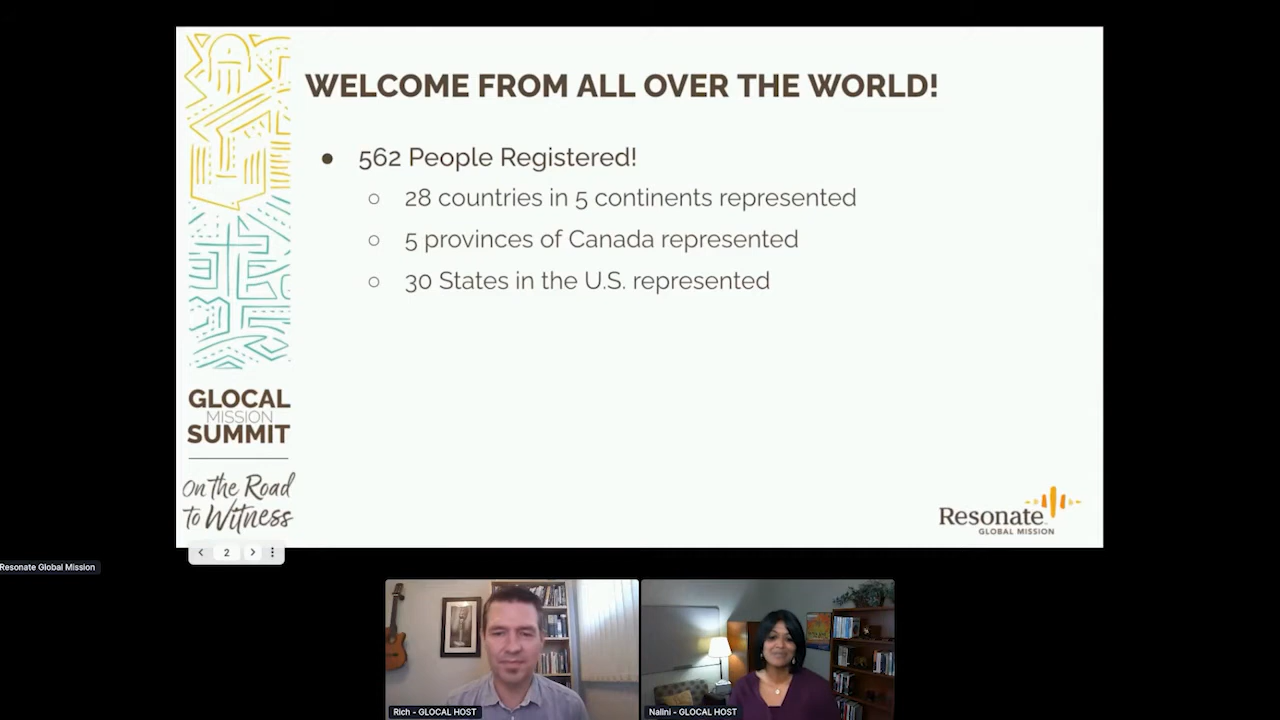 WELCOME FROM ALL OVER THE WORLD!
● 562 People Registered!
○ 28 countries in 5 continents represented
○ 5 provinces of Canada represented
○ 30 States in the U.S. represented
GLOCAL
MISSION
SUMMIT
On the Road
to Witness
Resonate
GLOBAL MISSION
2
Resonate Global Mission
Rich - GLOCAL HOST
Nalini - GLOCAL HOST